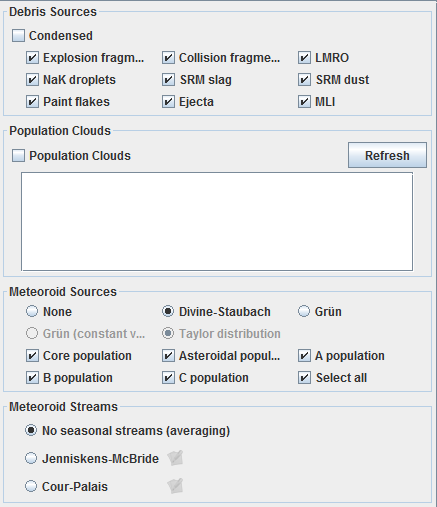 Debris Sources
Condensed
Explosion fragm... Collision fragme... LMRO
NaK droplets SRM slag SRM dust
Paint flakes Ejecta MLI
Population Clouds
Population Clouds Refresh
Meteoroid Sources
None Divine-Staubach Grün
Grün (constant v... Taylor distribution
Core population Asteroidal popul... A population
B population C population Select all
Meteoroid Streams
No seasonal streams (averaging)
Jenniskens-McBride
Cour-Palais